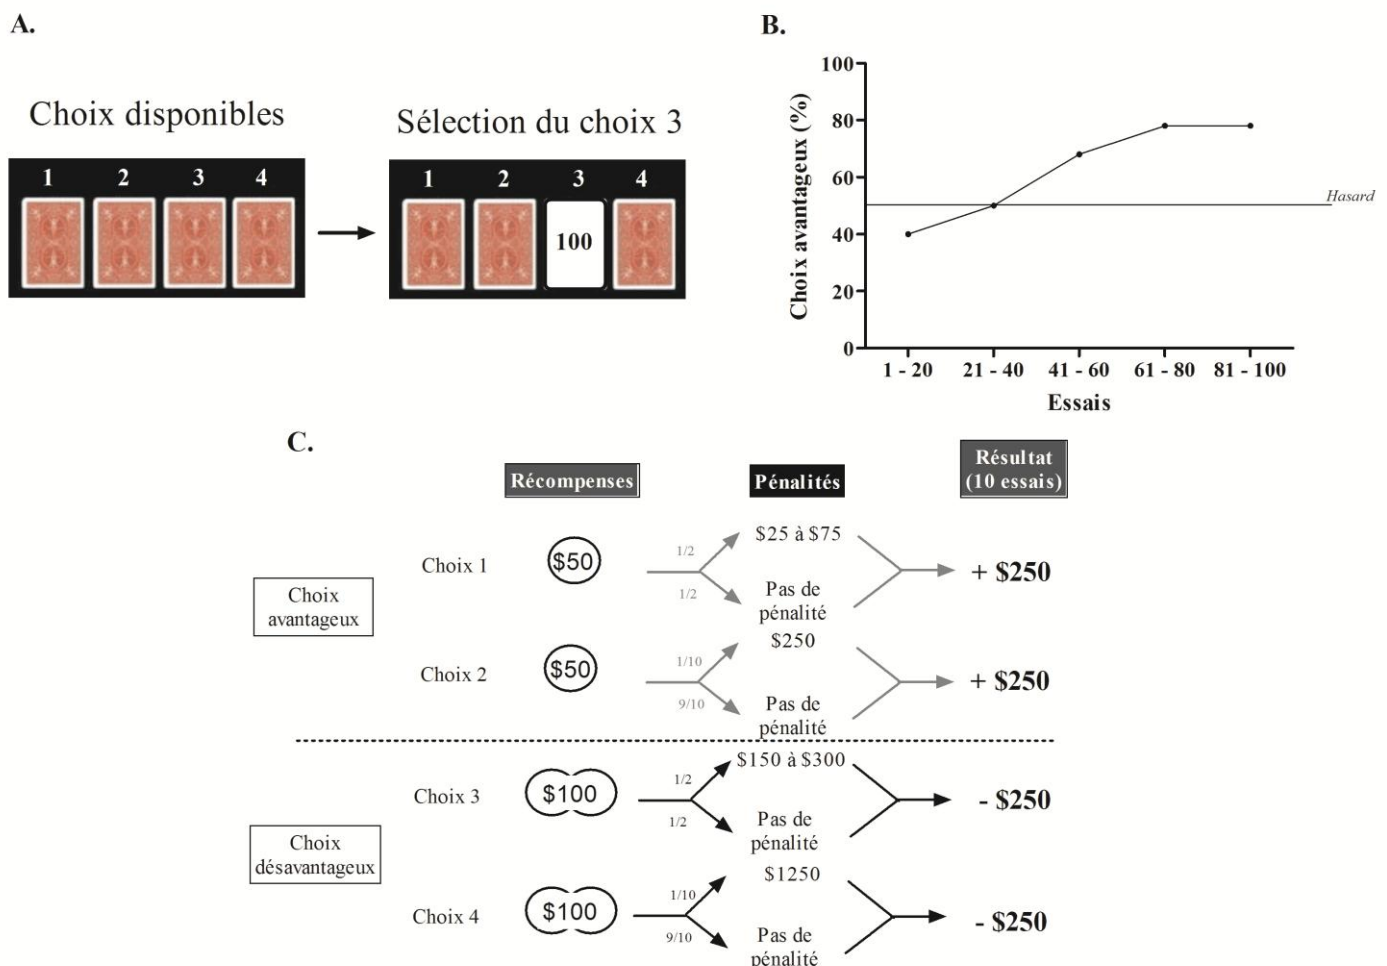 A.
Choix disponibles
1 2 3 4
Sélection du choix 3
1 2 3 4
100
B.
Choix avantageux (%)
100
80
60
40
20
0
Hasard
1 - 20 21 - 40 41 - 60 61 - 80 81 - 100
Essais
C.
Récompenses
Pénalités
Résultat
(10 essais)
Choix
avantageux
Choix 1
$50
1/2
1/2
$25 à $75
Pas de
pénalité
+ $250
Choix 2
$50
1/10
9/10
$250
Pas de
pénalité
+ $250
Choix
désavantageux
Choix 3
$100
1/2
1/2
$150 à $300
Pas de
pénalité
- $250
Choix 4
$100
1/10
9/10
$1250
Pas de
pénalité
- $250